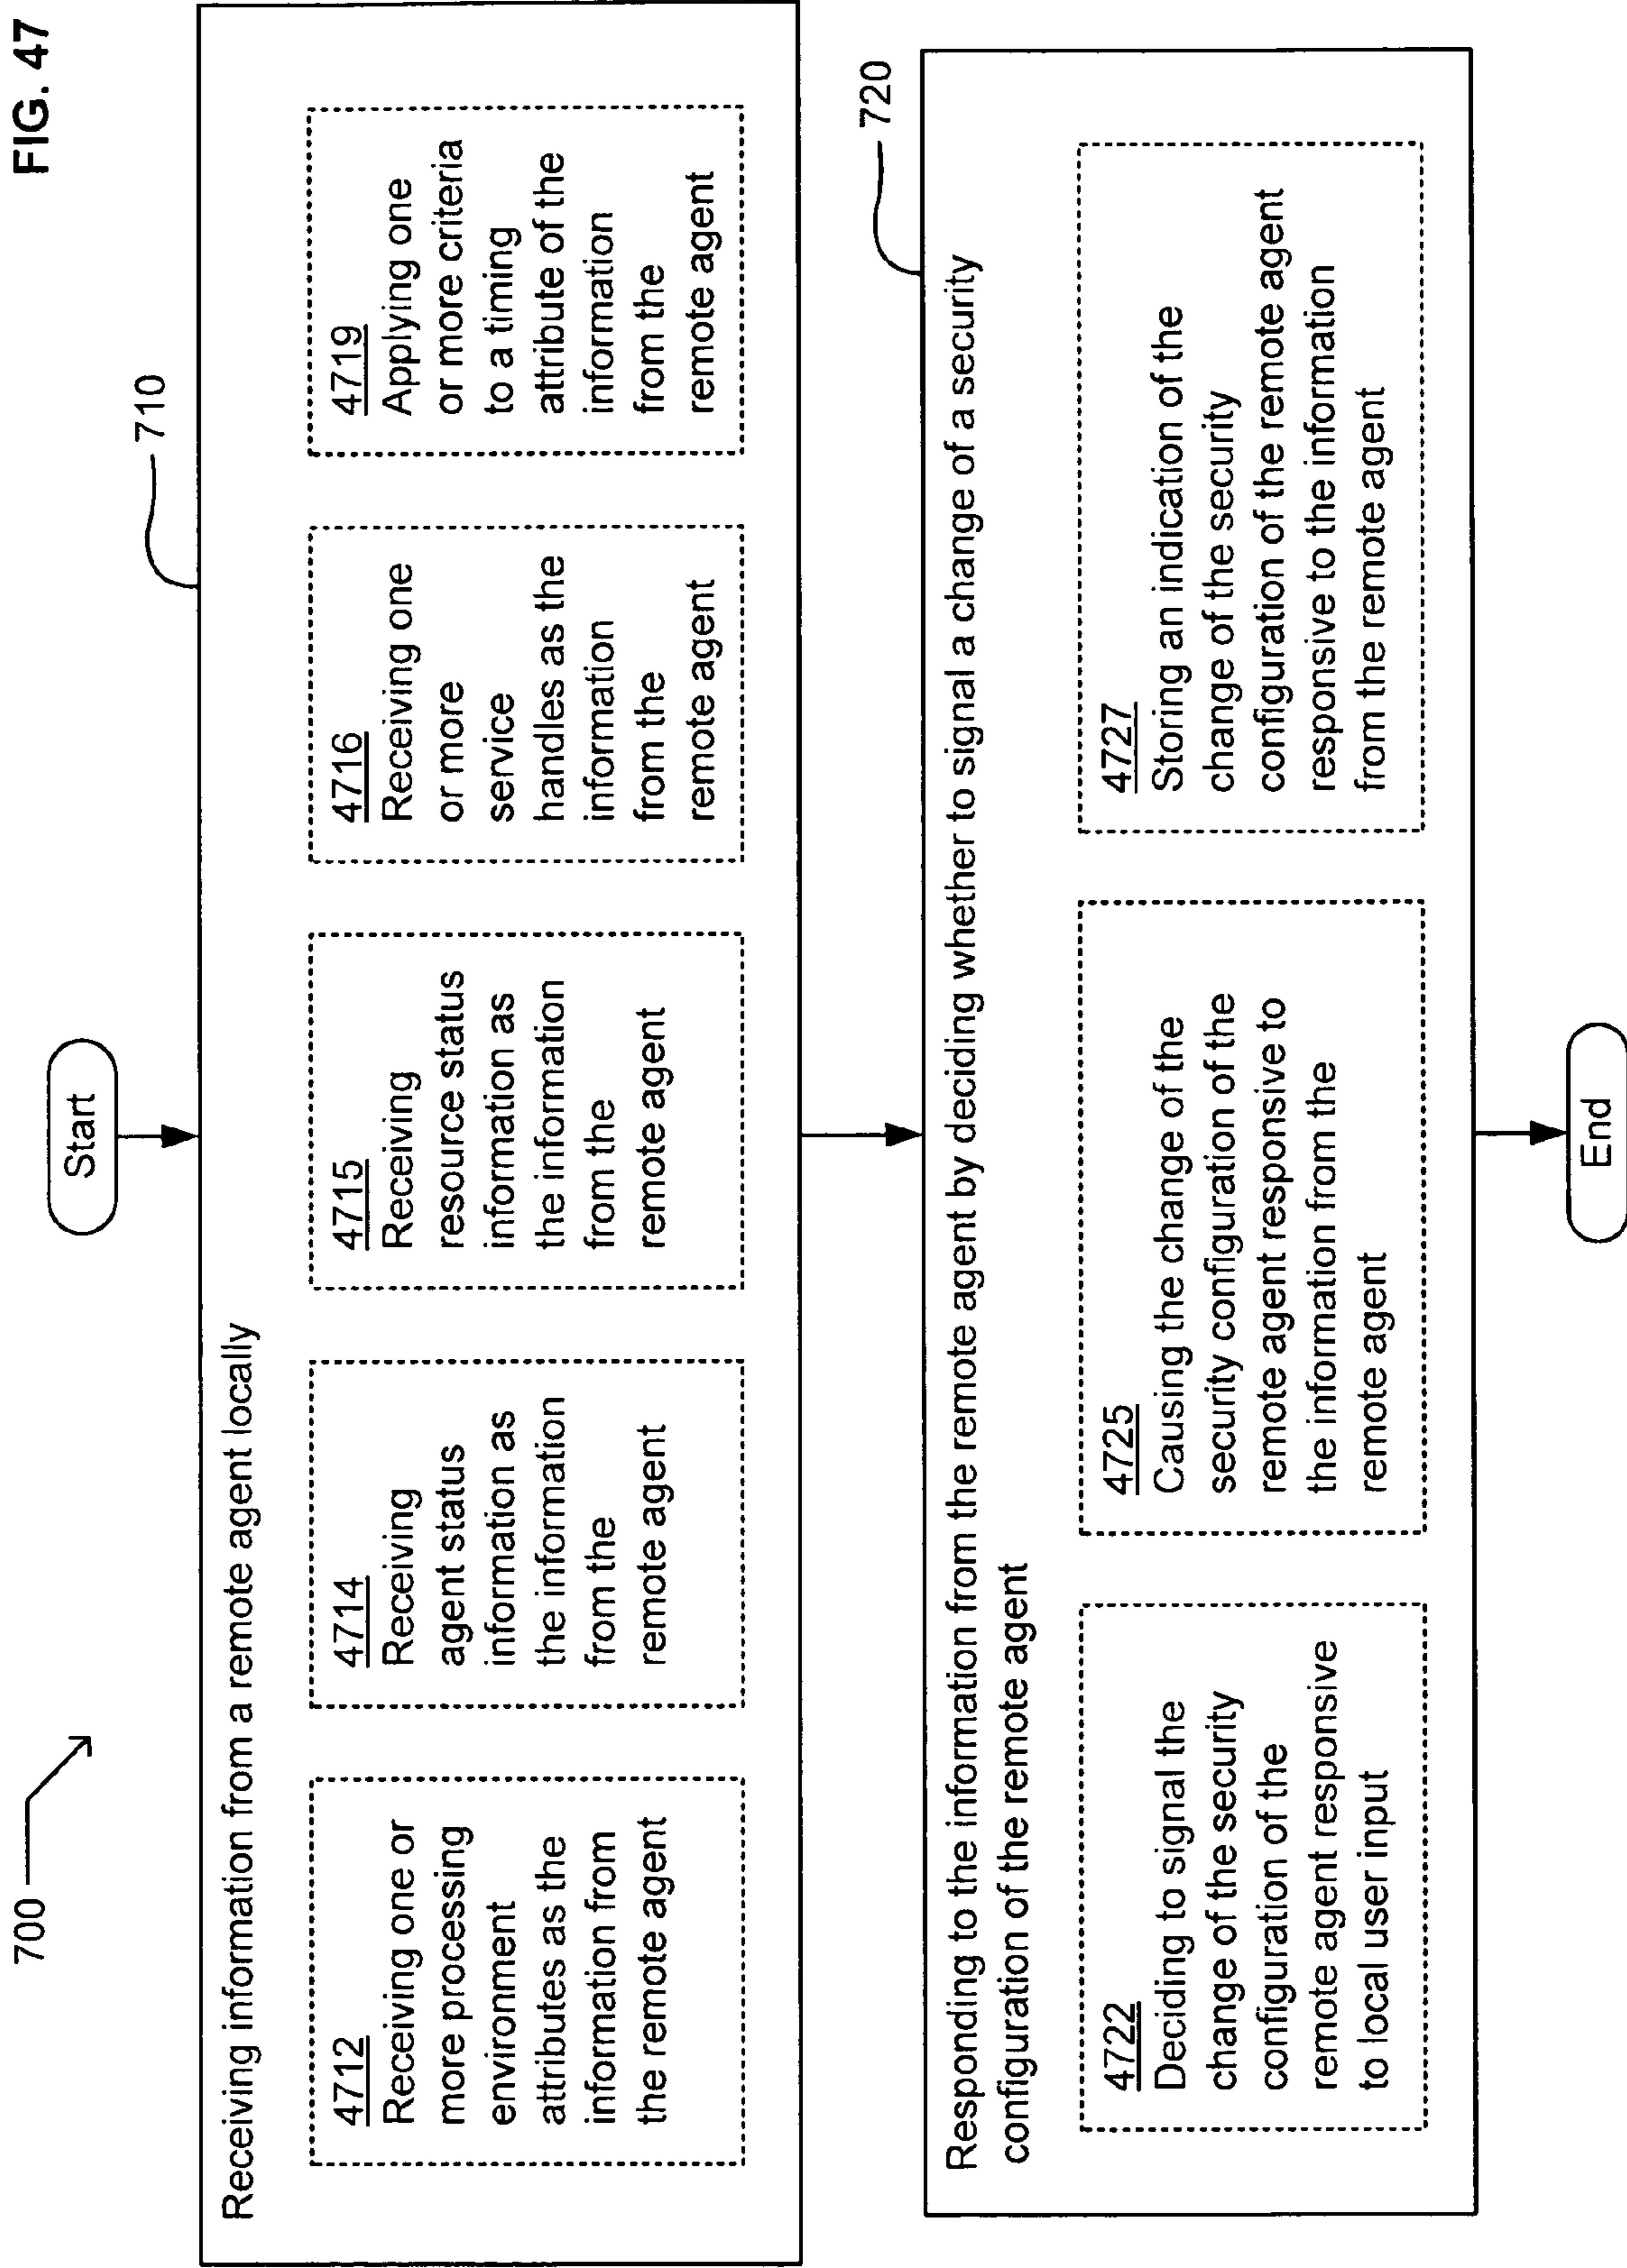 FIG. 47
700
Start
710
Receiving information from a remote agent locally
4712
Receiving one or
more processing
environment
attributes as the
information from
the remote agent
4714
Receiving
agent status
information as
the information
from the
remote agent
4715
Receiving
resource status
information as
the information
from the
remote agent
4716
Receiving one
or more
service
handles as the
information
from the
remote agent
4719
Applying one
or more criteria
to a timing
attribute of the
information
from the
remote agent
720
Responding to the information from the remote agent by deciding whether to signal a change of a security
configuration of the remote agent
4722
Deciding to signal the
change of the security
configuration of the
remote agent responsive
to local user input
4725
Causing the change of the
security configuration of the
remote agent responsive to
the information from the
remote agent
4727
Storing an indication of the
change of the security
configuration of the remote agent
responsive to the information
from the remote agent
End